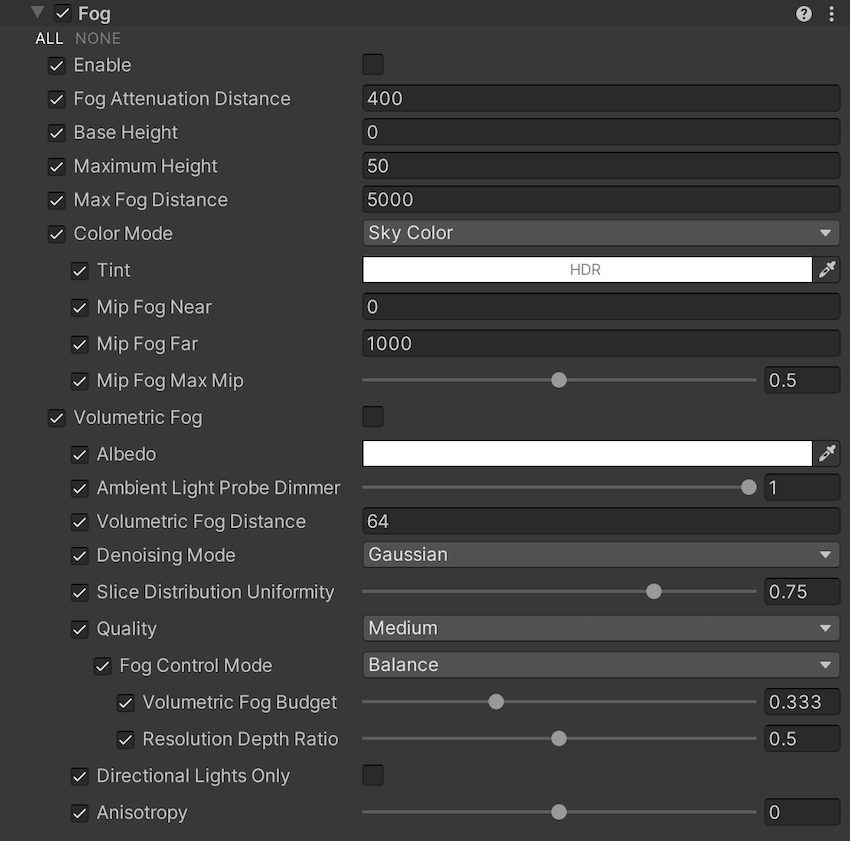 Fog
ALL NONE
Enable
Fog Attenuation Distance 400
Base Height 0
Maximum Height 50
Max Fog Distance 5000
Color Mode Sky Color
Tint HDR
Mip Fog Near 0
Mip Fog Far 1000
Mip Fog Max Mip 0.5
Volumetric Fog
Albedo
Ambient Light Probe Dimmer 1
Volumetric Fog Distance 64
Denoising Mode Gaussian
Slice Distribution Uniformity 0.75
Quality Medium
Fog Control Mode Balance
Volumetric Fog Budget 0.333
Resolution Depth Ratio 0.5
Directional Lights Only
Anisotropy 0